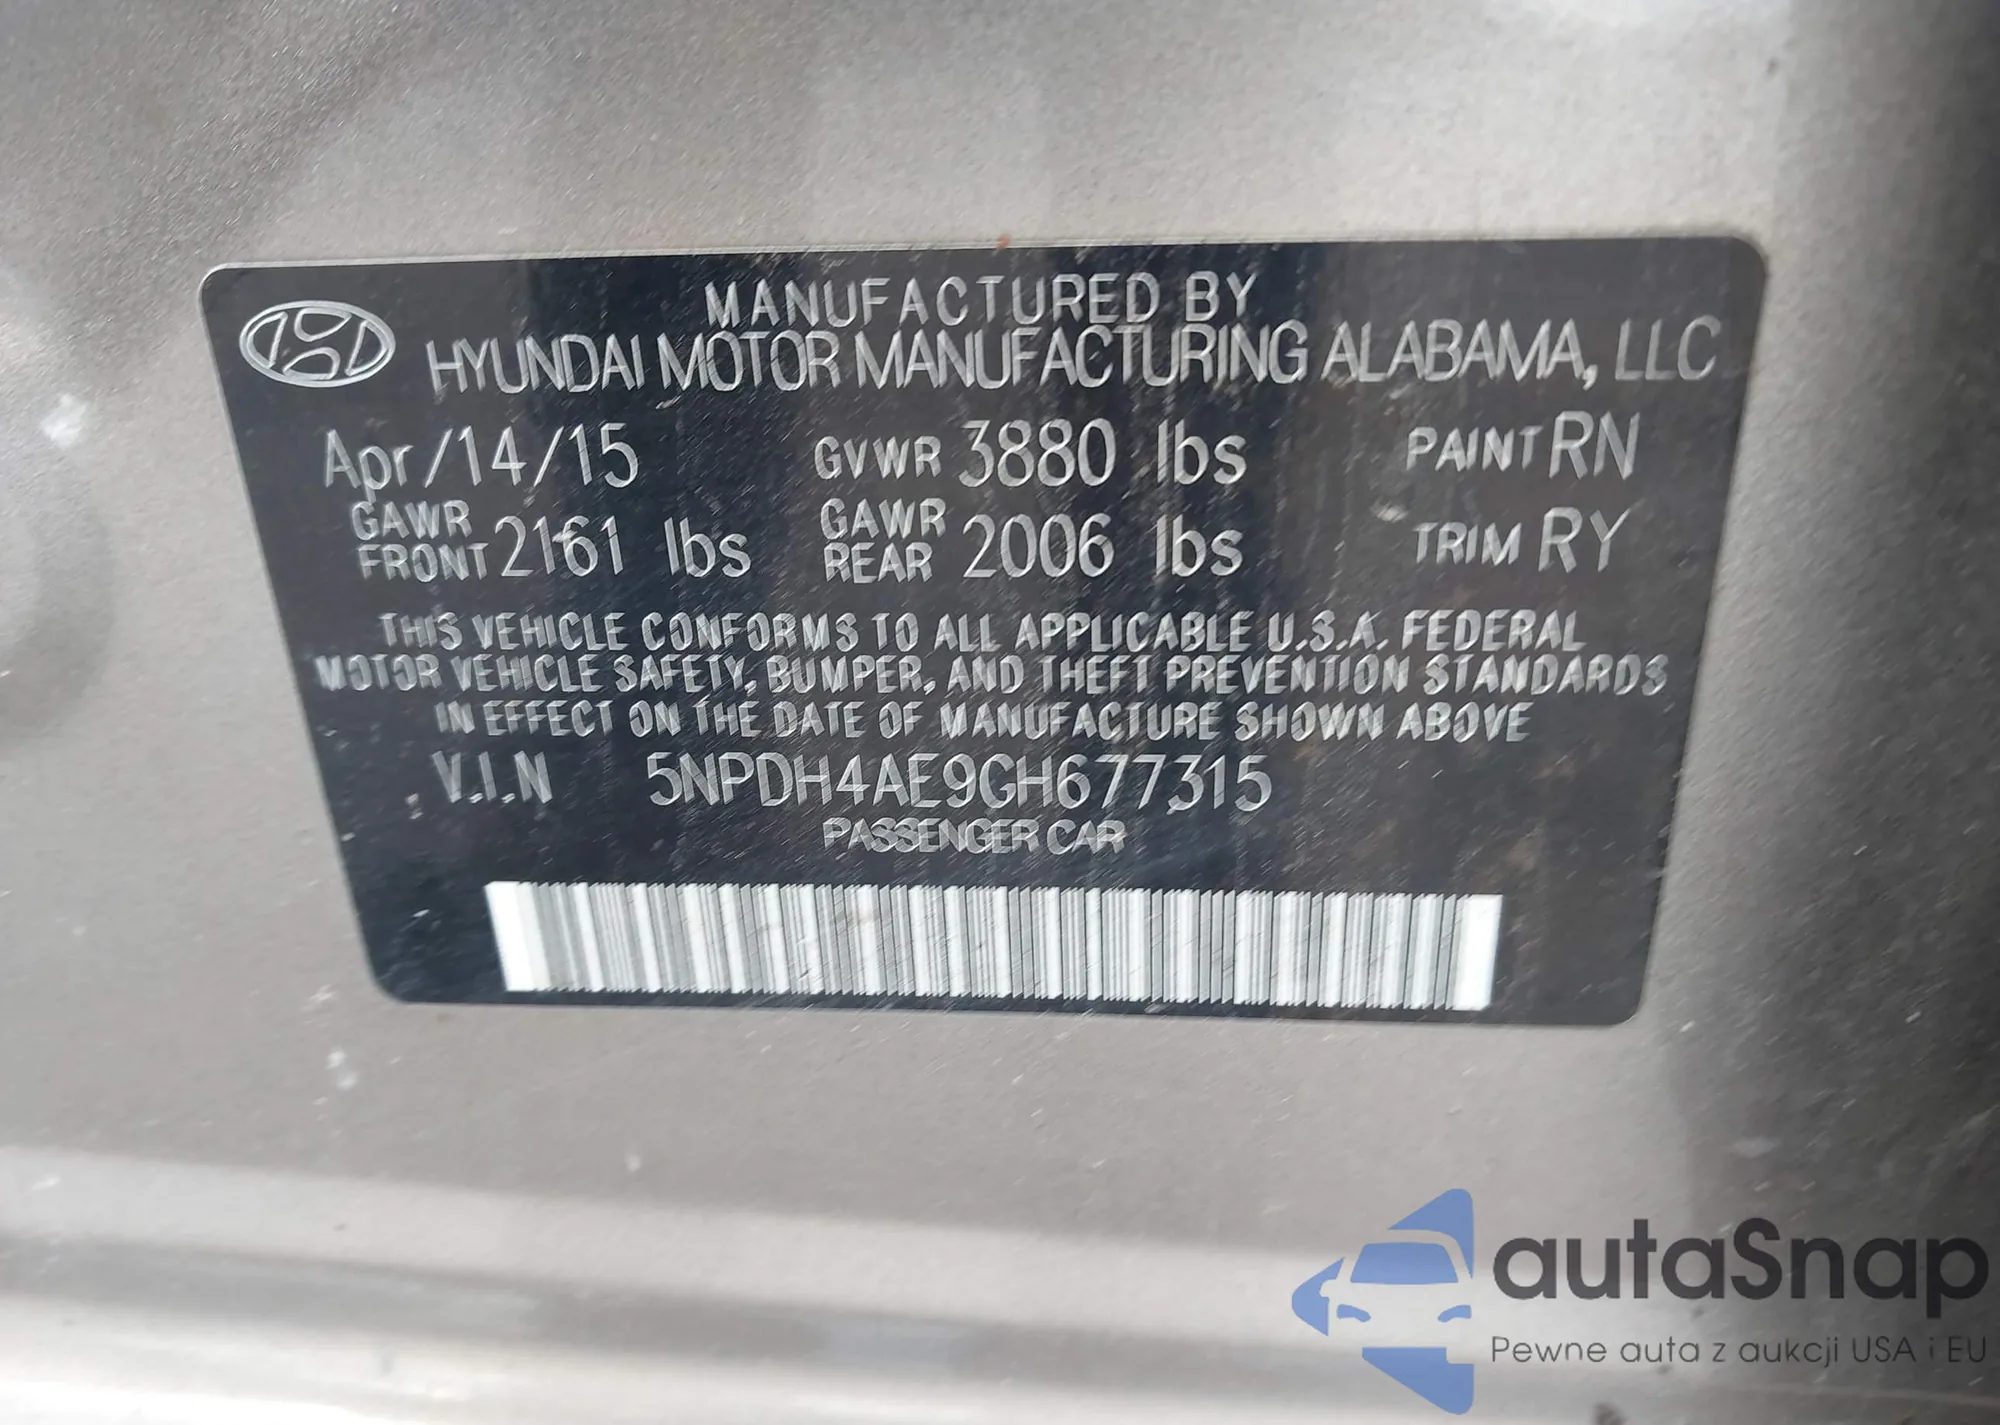 MANUFACTURED BY
HYUNDAI MOTOR MANUFACTURING ALABAMA, LLC
Apr/14/15 GVWR 3880 lbs PAINT RN
GAWR FRONT 2161 lbs GAWR REAR 2006 lbs TRIM RY
THIS VEHICLE CONFORMS TO ALL APPLICABLE U.S.A. FEDERAL
MOTOR VEHICLE SAFETY, BUMPER, AND THEFT PREVENTION STANDARDS
IN EFFECT ON THE DATE OF MANUFACTURE SHOWN ABOVE
V.I.N 5NPDH4AE9GH677315
PASSENGER CAR
autaSnap
Pewne auta z aukcji USA i EU